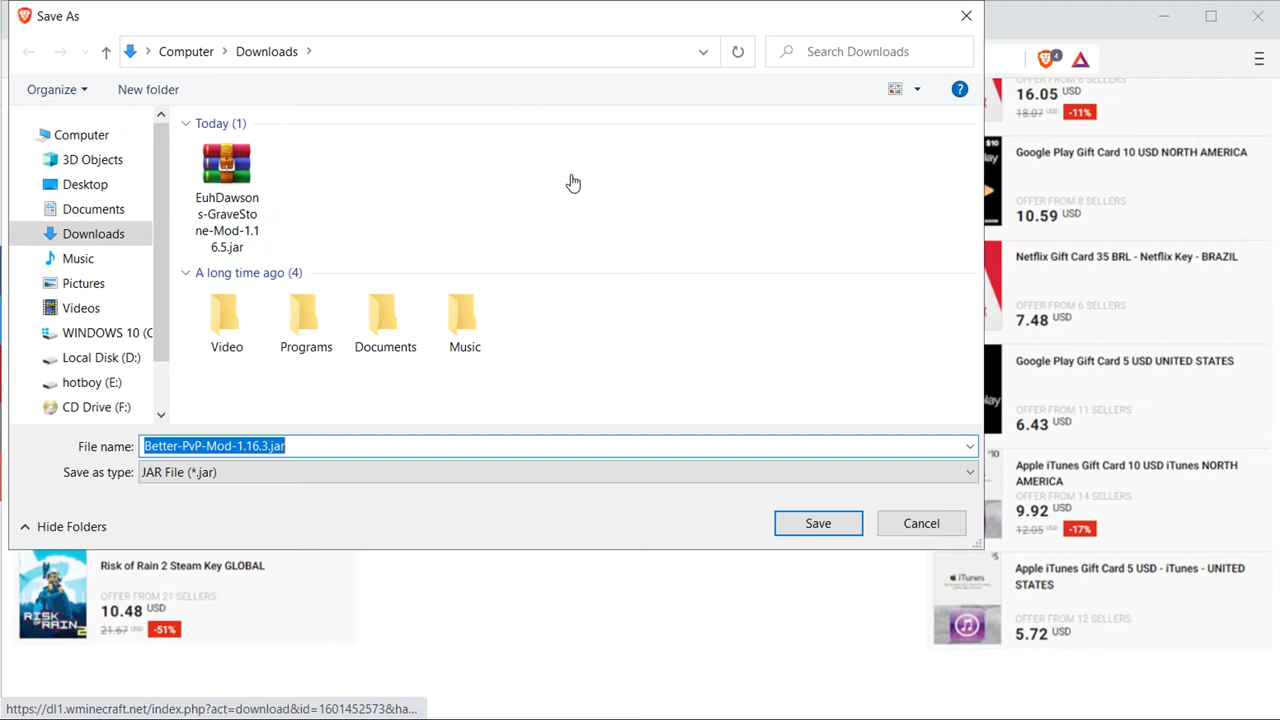 Save As
Computer
Downloads
Search Downloads
Organize
New folder
Computer
3D Objects
Desktop
Documents
Downloads
Music
Pictures
Videos
WINDOWS 10 (C
Local Disk (D:)
hotboy (E:)
CD Drive (F:)
Today (1)
EuhDawson
s-GraveSto
ne-Mod-1.1
6.5.jar
A long time ago (4)
Video
Programs
Documents
Music
File name:
Better-PvP-Mod-1.16.3.jar
Save as type:
JAR File (*.jar)
Hide Folders
Save
Cancel
4
OFFER FROM 6 SELLERS
16.05 USD
18.07 USD
-11%
$10
Google Play Gift Card 10 USD NORTH AMERICA
OFFER FROM 8 SELLERS
10.59 USD
Netflix Gift Card 35 BRL - Netflix Key - BRAZIL
OFFER FROM 6 SELLERS
7.48 USD
Google Play Gift Card 5 USD UNITED STATES
OFFER FROM 11 SELLERS
6.43 USD
Apple iTunes Gift Card 10 USD iTunes NORTH
AMERICA
OFFER FROM 14 SELLERS
9.92 USD
12.05 USD
-17%
iTunes
Apple iTunes Gift Card 5 USD - iTunes - UNITED
STATES
OFFER FROM 12 SELLERS
5.72 USD
RISK OF
RAIN 2
Risk of Rain 2 Steam Key GLOBAL
OFFER FROM 21 SELLERS
10.48 USD
21.67 USD
-51%
https://dl1.wminecraft.net/index.php?act=download&id=1601452573&ha...